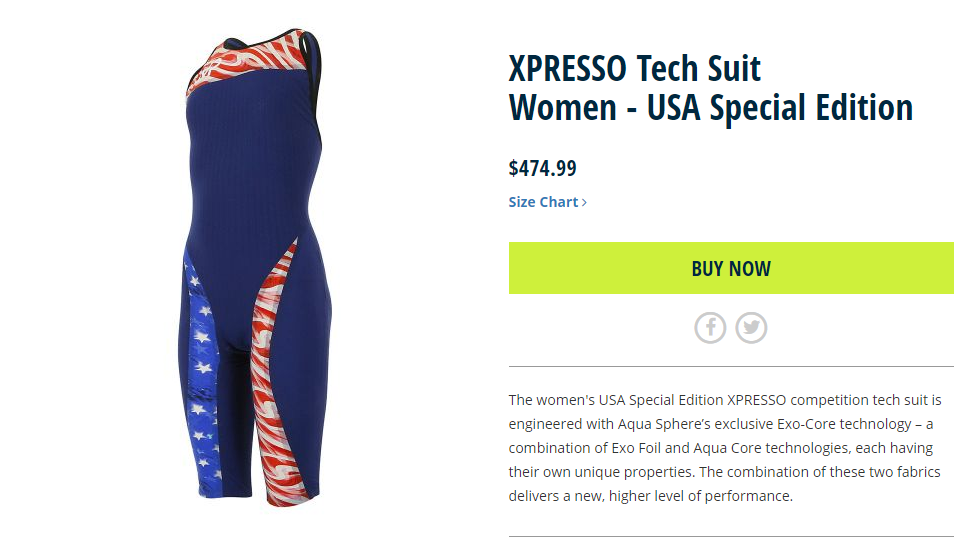 XPRESSO Tech Suit
Women - USA Special Edition
$474.99
Size Chart ›
BUY NOW
The women's USA Special Edition XPRESSO competition tech suit is
engineered with Aqua Sphere’s exclusive Exo-Core technology – a
combination of Exo Foil and Aqua Core technologies, each having
their own unique properties. The combination of these two fabrics
delivers a new, higher level of performance.